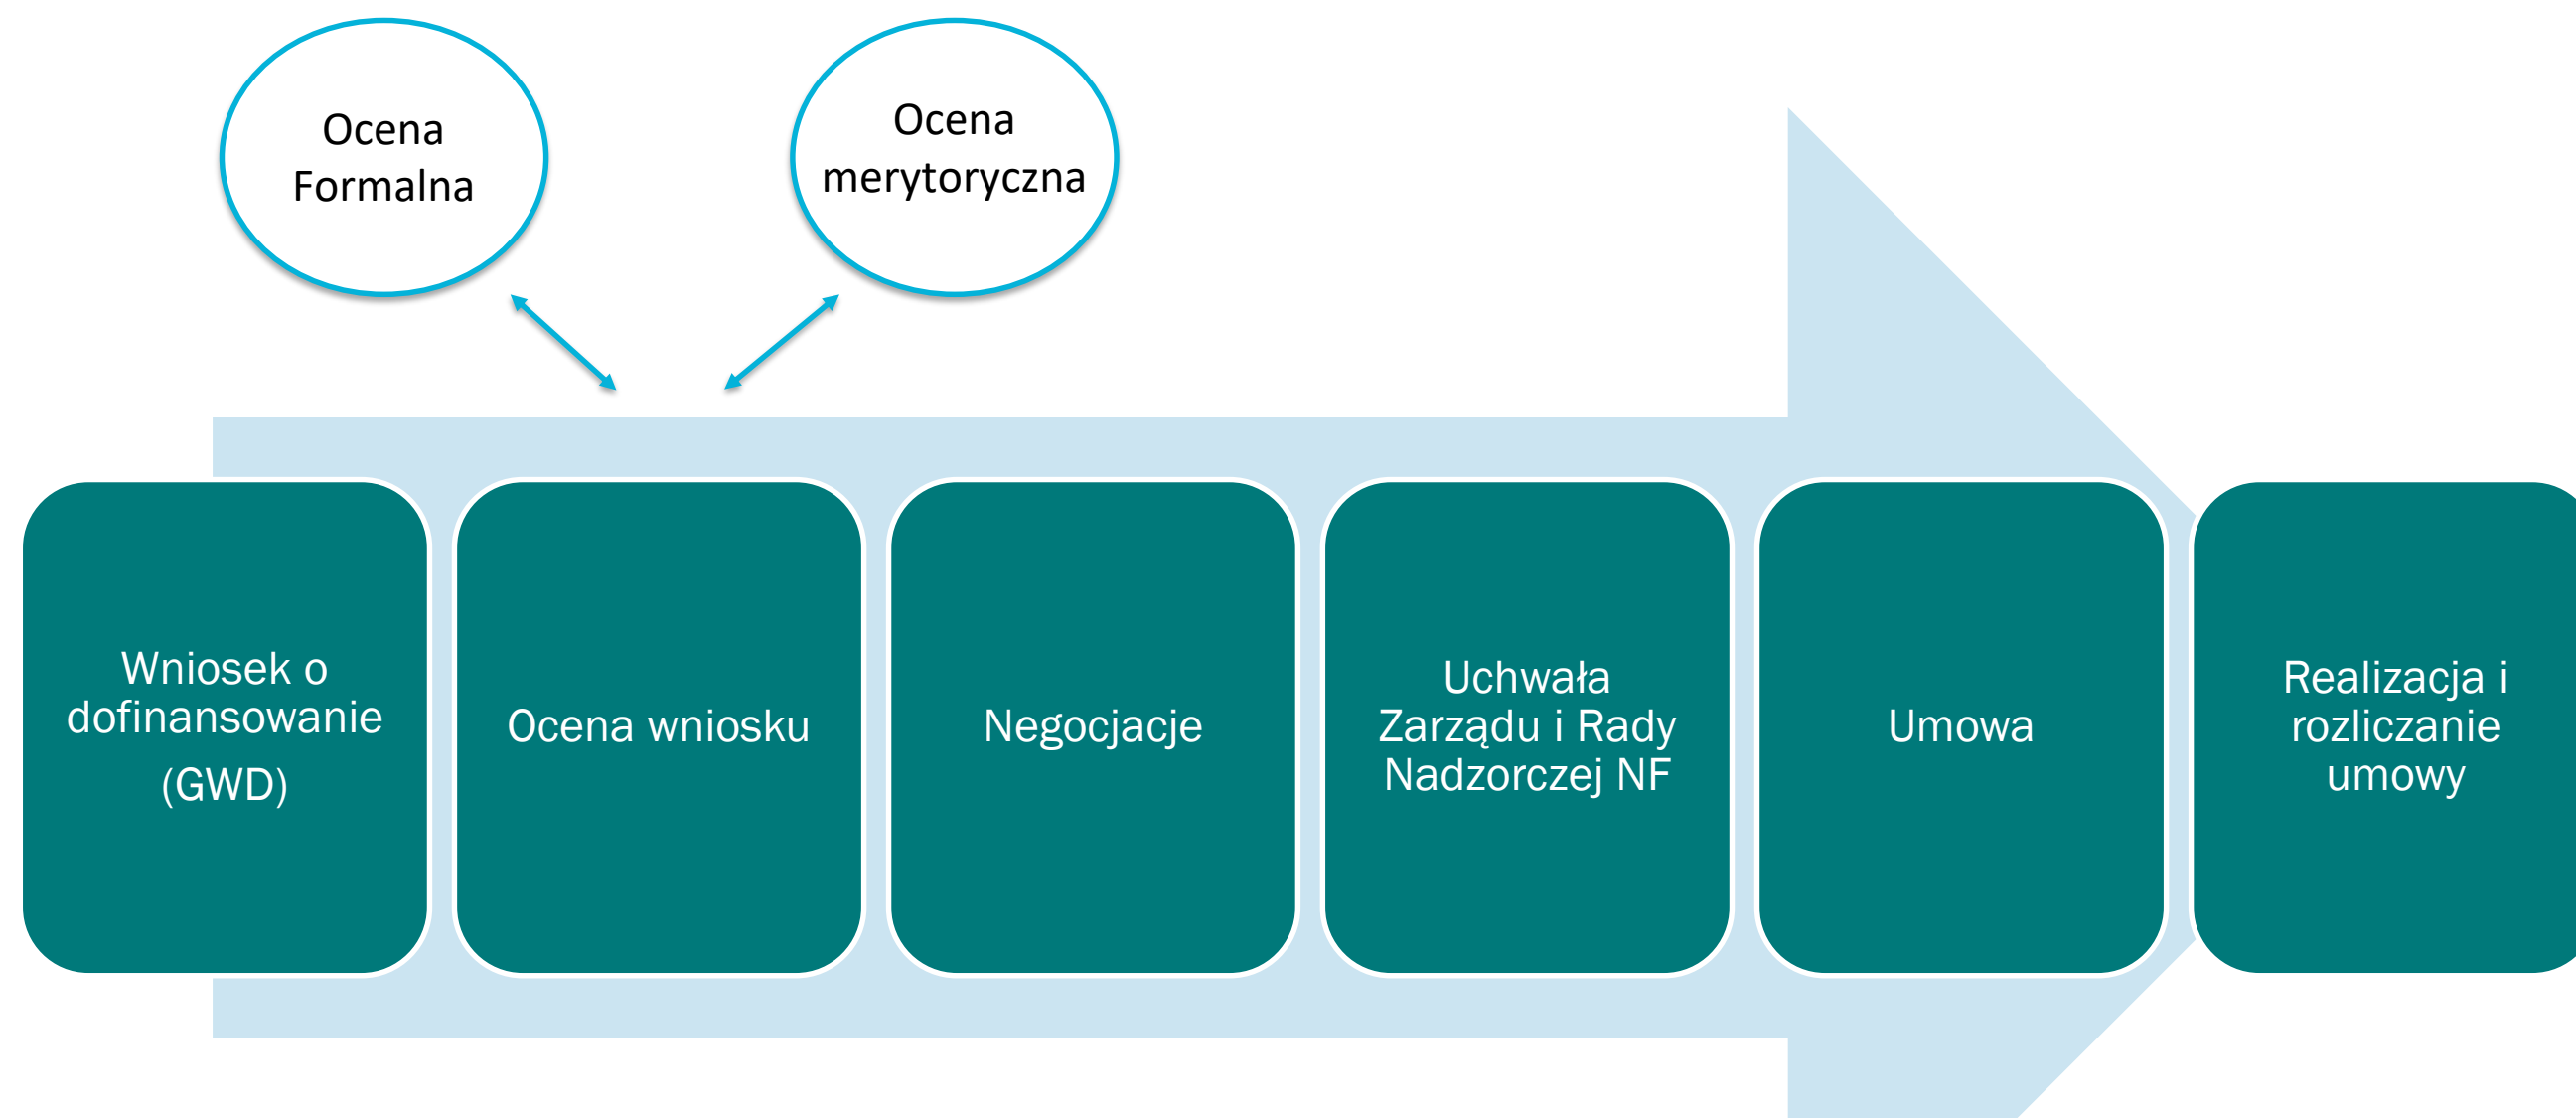 Ocena
Formalna
Ocena
merytoryczna
Wniosek o
dofinansowanie
(GWD)
Ocena wniosku
Negocjacje
Uchwała
Zarządu i Rady
Nadzorczej NF
Umowa
Realizacja i
rozliczanie
umowy